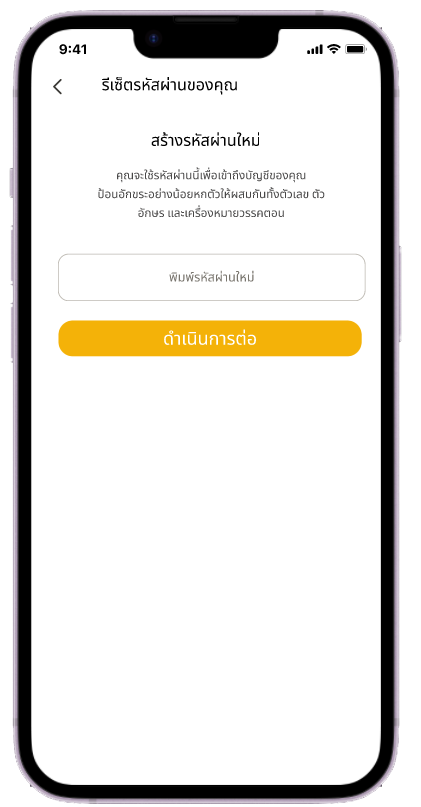 9:41
รีเซ็ตรหัสผ่านของคุณ
สร้างรหัสผ่านใหม่
คุณจะใช้รหัสผ่านนี้เพื่อเข้าถึงบัญชีของคุณ
ป้อนอักขระอย่างน้อยหกตัวให้ผสมกันทั้งตัวเลข ตัว
อักษร และเครื่องหมายวรรคตอน
พิมพ์รหัสผ่านใหม่
ดำเนินการต่อ